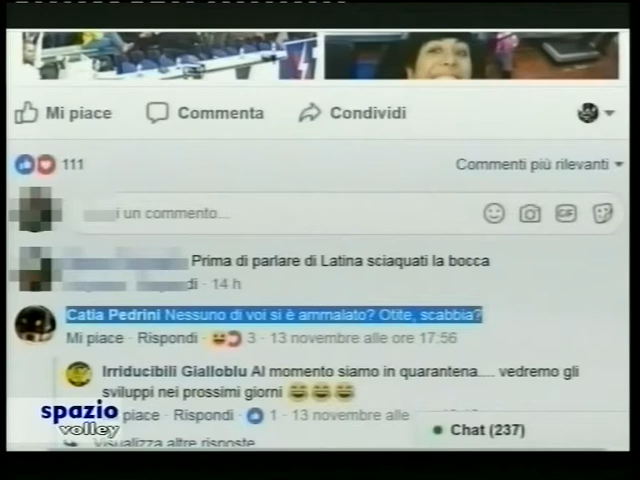 Mi piace Commenta Condividi
111 Commenti più rilevanti
i un commento... GIF
Prima di parlare di Latina sciaquati la bocca
di · 14 h
Catia Pedrini Nessuno di voi si è ammalato? Otite, scabbia?
Mi piace · Rispondi · 3 · 13 novembre alle ore 17:56
Irriducibili Gialloblu Al momento siamo in quarantena.... vedremo gli
sviluppi nei prossimi giorni
piace · Rispondi · 1 · 13 novembre alle
Visualizza altre risposte
Chat (237)
spazio
volley